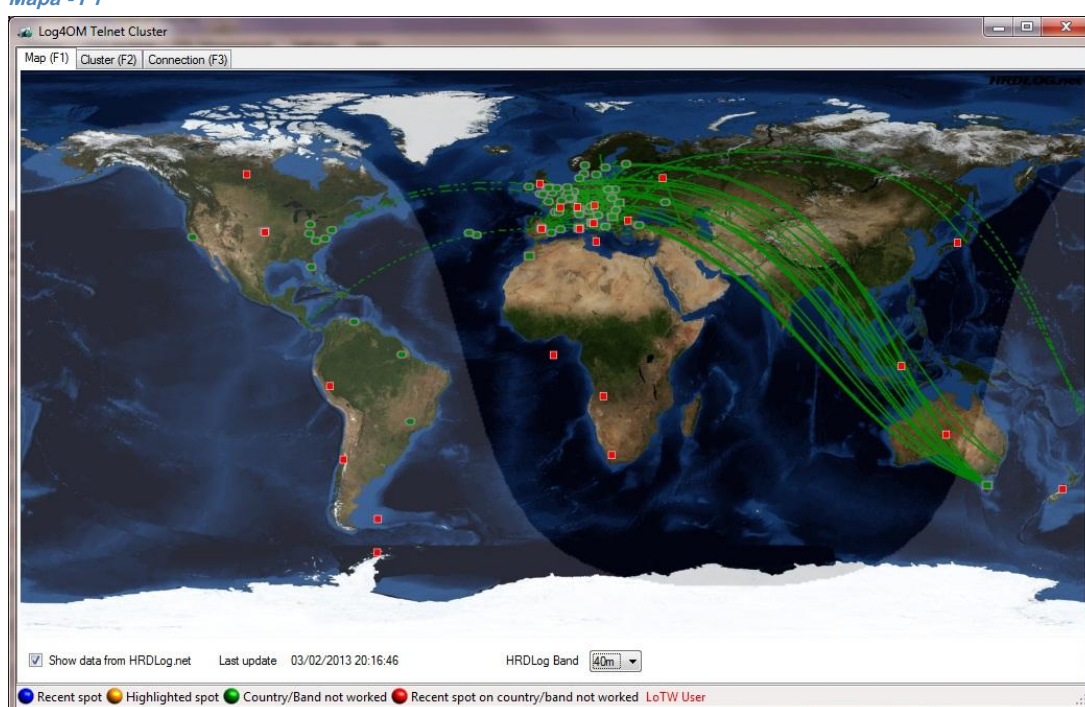 Mapa - F1
Log4OM Telnet Cluster
Map (F1) Cluster (F2) Connection (F3)
HRDLOG.net
Show data from HRDLog.net Last update 03/02/2013 20:16:46 HRDLog Band 40m
Recent spot Highlighted spot Country/Band not worked Recent spot on country/band not worked LoTW User